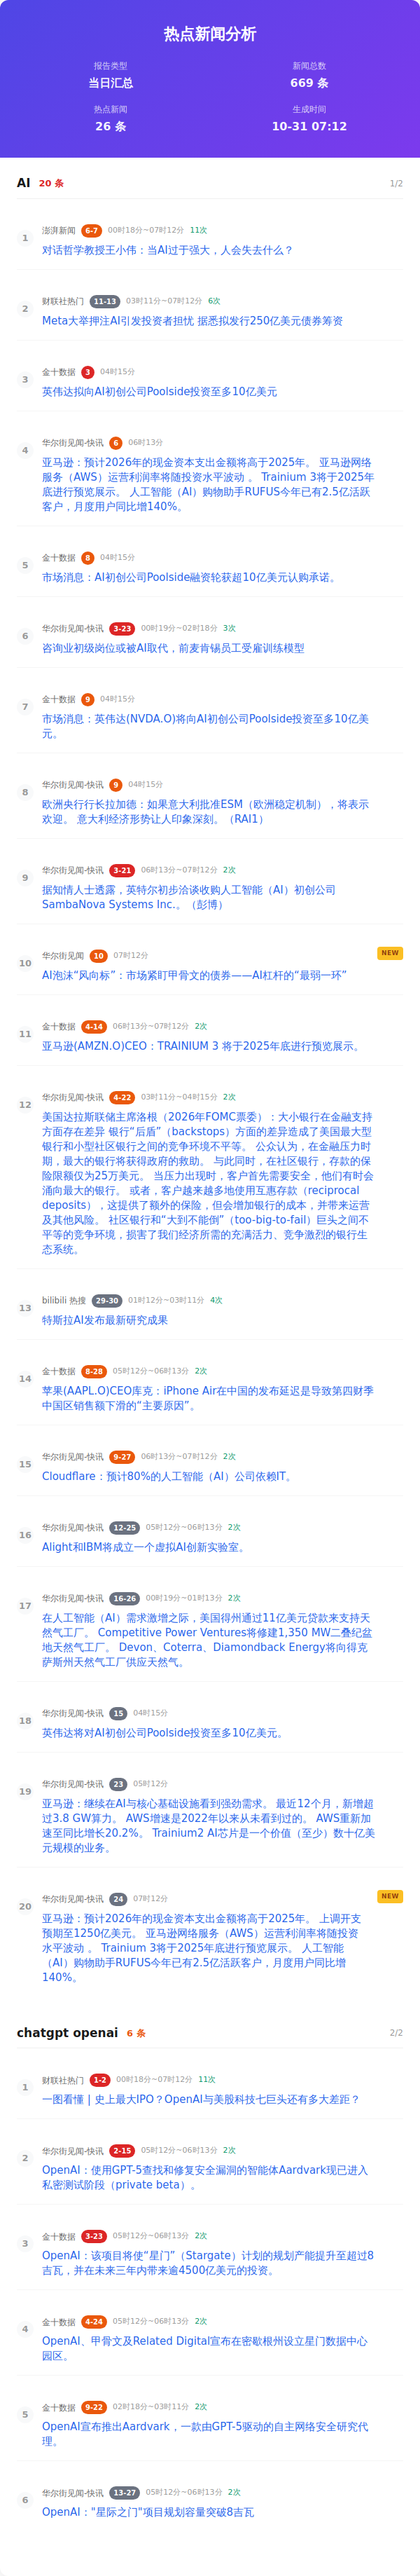 热点新闻分析
报告类型
当日汇总
新闻总数
669 条
热点新闻
26 条
生成时间
10-31 07:12
AI 20 条 1/2
1
澎湃新闻 6-7 00时18分~07时12分 11次
对话哲学教授王小伟：当AI过于强大，人会失去什么？
2
财联社热门 11-13 03时11分~07时12分 6次
Meta大举押注AI引发投资者担忧 据悉拟发行250亿美元债券筹资
3
金十数据 3 04时15分
英伟达拟向AI初创公司Poolside投资至多10亿美元
4
华尔街见闻-快讯 6 06时13分
亚马逊：预计2026年的现金资本支出金额将高于2025年。 亚马逊网络
服务（AWS）运营利润率将随投资水平波动 。 Trainium 3将于2025年
底进行预览展示。 人工智能（AI）购物助手RUFUS今年已有2.5亿活跃
客户，月度用户同比增140%。
5
金十数据 8 04时15分
市场消息：AI初创公司Poolside融资轮获超10亿美元认购承诺。
6
华尔街见闻-快讯 3-23 00时19分~02时18分 3次
咨询业初级岗位或被AI取代，前麦肯锡员工受雇训练模型
7
金十数据 9 04时15分
市场消息：英伟达(NVDA.O)将向AI初创公司Poolside投资至多10亿美
元。
8
华尔街见闻-快讯 9 04时15分
欧洲央行行长拉加德：如果意大利批准ESM（欧洲稳定机制），将表示
欢迎。 意大利经济形势让人印象深刻。（RAI1）
9
华尔街见闻-快讯 3-21 06时13分~07时12分 2次
据知情人士透露，英特尔初步洽谈收购人工智能（AI）初创公司
SambaNova Systems Inc.。（彭博）
10
华尔街见闻 10 07时12分 NEW
AI泡沫“风向标”：市场紧盯甲骨文的债券——AI杠杆的“最弱一环”
11
金十数据 4-14 06时13分~07时12分 2次
亚马逊(AMZN.O)CEO：TRAINIUM 3 将于2025年底进行预览展示。
12
华尔街见闻-快讯 4-22 03时11分~04时15分 2次
美国达拉斯联储主席洛根（2026年FOMC票委）：大小银行在金融支持
方面存在差异 银行“后盾”（backstops）方面的差异造成了美国最大型
银行和小型社区银行之间的竞争环境不平等。 公众认为，在金融压力时
期，最大的银行将获得政府的救助。 与此同时，在社区银行，存款的保
险限额仅为25万美元。 当压力出现时，客户首先需要安全，他们有时会
涌向最大的银行。 或者，客户越来越多地使用互惠存款（reciprocal
deposits），这提供了额外的保险，但会增加银行的成本，并带来运营
及其他风险。 社区银行和“大到不能倒”（too-big-to-fail）巨头之间不
平等的竞争环境，损害了我们经济所需的充满活力、竞争激烈的银行生
态系统。
13
bilibili 热搜 29-30 01时12分~03时11分 4次
特斯拉AI发布最新研究成果
14
金十数据 8-28 05时12分~06时13分 2次
苹果(AAPL.O)CEO库克：iPhone Air在中国的发布延迟是导致第四财季
中国区销售额下滑的“主要原因”。
15
华尔街见闻-快讯 9-27 06时13分~07时12分 2次
Cloudflare：预计80%的人工智能（AI）公司依赖IT。
16
华尔街见闻-快讯 12-25 05时12分~06时13分 2次
Alight和IBM将成立一个虚拟AI创新实验室。
17
华尔街见闻-快讯 16-26 00时19分~01时13分 2次
在人工智能（AI）需求激增之际，美国得州通过11亿美元贷款来支持天
然气工厂。 Competitive Power Ventures将修建1,350 MW二叠纪盆
地天然气工厂。 Devon、Coterra、Diamondback Energy将向得克
萨斯州天然气工厂供应天然气。
18
华尔街见闻-快讯 15 04时15分
英伟达将对AI初创公司Poolside投资至多10亿美元。
19
华尔街见闻-快讯 23 05时12分
亚马逊：继续在AI与核心基础设施看到强劲需求。 最近12个月，新增超
过3.8 GW算力。 AWS增速是2022年以来从未看到过的。 AWS重新加
速至同比增长20.2%。 Trainium2 AI芯片是一个价值（至少）数十亿美
元规模的业务。
20
华尔街见闻-快讯 24 07时12分 NEW
亚马逊：预计2026年的现金资本支出金额将高于2025年。 上调开支
预期至1250亿美元。 亚马逊网络服务（AWS）运营利润率将随投资
水平波动 。 Trainium 3将于2025年底进行预览展示。 人工智能
（AI）购物助手RUFUS今年已有2.5亿活跃客户，月度用户同比增
140%。
chatgpt openai 6 条 2/2
1
财联社热门 1-2 00时18分~07时12分 11次
一图看懂 | 史上最大IPO？OpenAI与美股科技七巨头还有多大差距？
2
华尔街见闻-快讯 2-15 05时12分~06时13分 2次
OpenAI：使用GPT-5查找和修复安全漏洞的智能体Aardvark现已进入
私密测试阶段（private beta）。
3
金十数据 3-23 05时12分~06时13分 2次
OpenAI：该项目将使“星门”（Stargate）计划的规划产能提升至超过8
吉瓦，并在未来三年内带来逾4500亿美元的投资。
4
金十数据 4-24 05时12分~06时13分 2次
OpenAI、甲骨文及Related Digital宣布在密歇根州设立星门数据中心
园区。
5
金十数据 9-22 02时18分~03时11分 2次
OpenAI宣布推出Aardvark，一款由GPT-5驱动的自主网络安全研究代
理。
6
华尔街见闻-快讯 13-27 05时12分~06时13分 2次
OpenAI："星际之门"项目规划容量突破8吉瓦